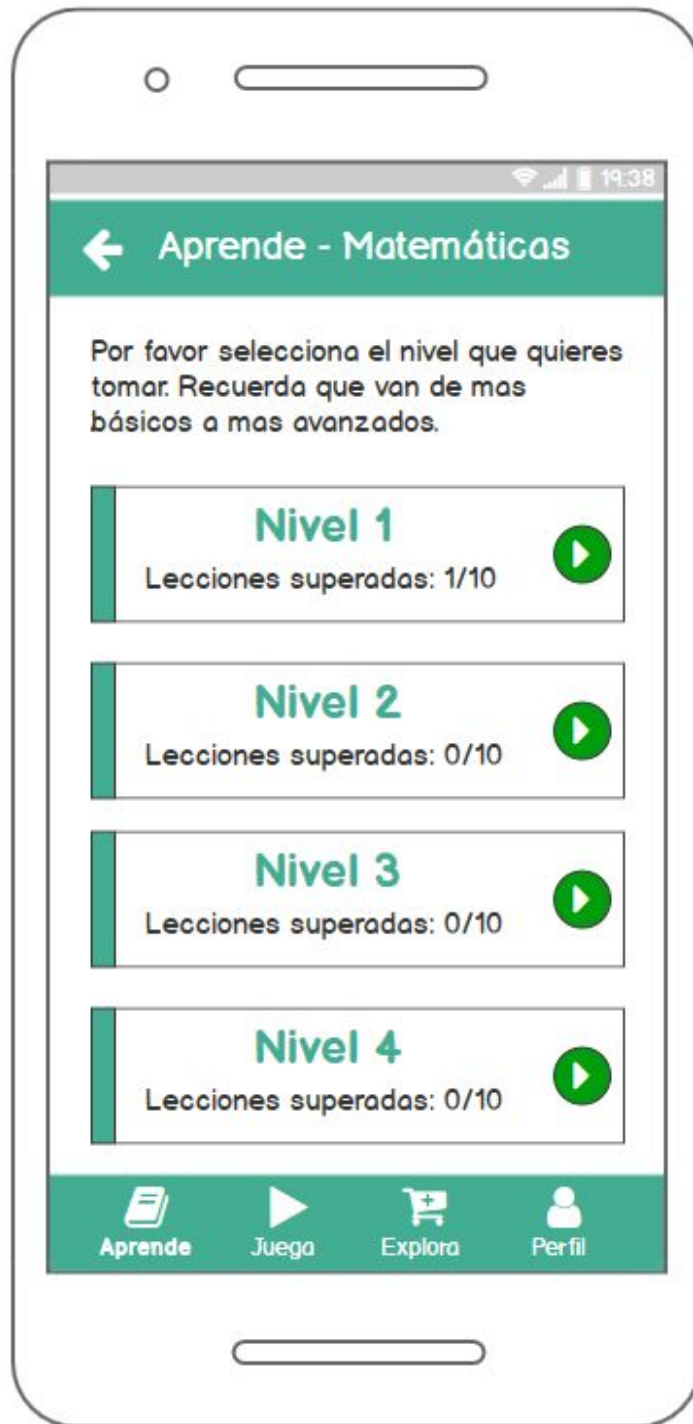 19:38
Aprende - Matemáticas
Por favor selecciona el nivel que quieres
tomar. Recuerda que van de mas
básicos a mas avanzados.
Nivel 1
Lecciones superadas: 1/10
Nivel 2
Lecciones superadas: 0/10
Nivel 3
Lecciones superadas: 0/10
Nivel 4
Lecciones superadas: 0/10
Aprende Juega Explora Perfil